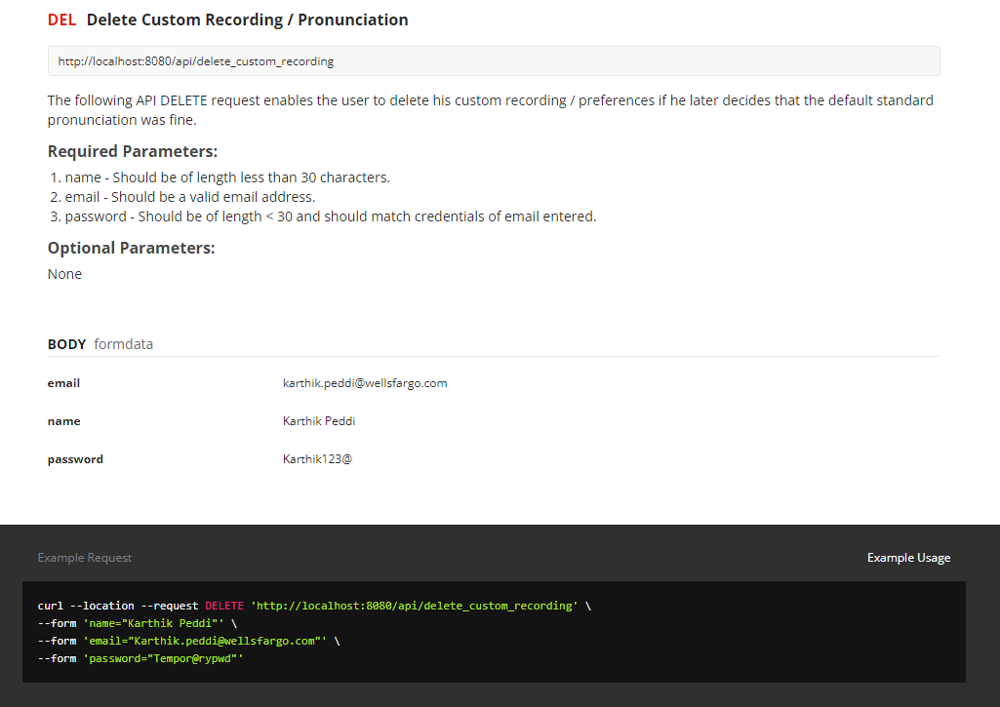 DEL Delete Custom Recording / Pronunciation
http://localhost:8080/api/delete_custom_recording
The following API DELETE request enables the user to delete his custom recording / preferences if he later decides that the default standard
pronunciation was fine.
Required Parameters:
1. name - Should be of length less than 30 characters.
2. email - Should be a valid email address.
3. password - Should be of length < 30 and should match credentials of email entered.
Optional Parameters:
None
BODY formdata
email karthik.peddi@wellsfargo.com
name Karthik Peddi
password Karthik123@
Example Request Example Usage
curl --location --request DELETE 'http://localhost:8080/api/delete_custom_recording' \
--form 'name="Karthik Peddi"' \
--form 'email="Karthik.peddi@wellsfargo.com"' \
--form 'password="Tempor@rypwd"'